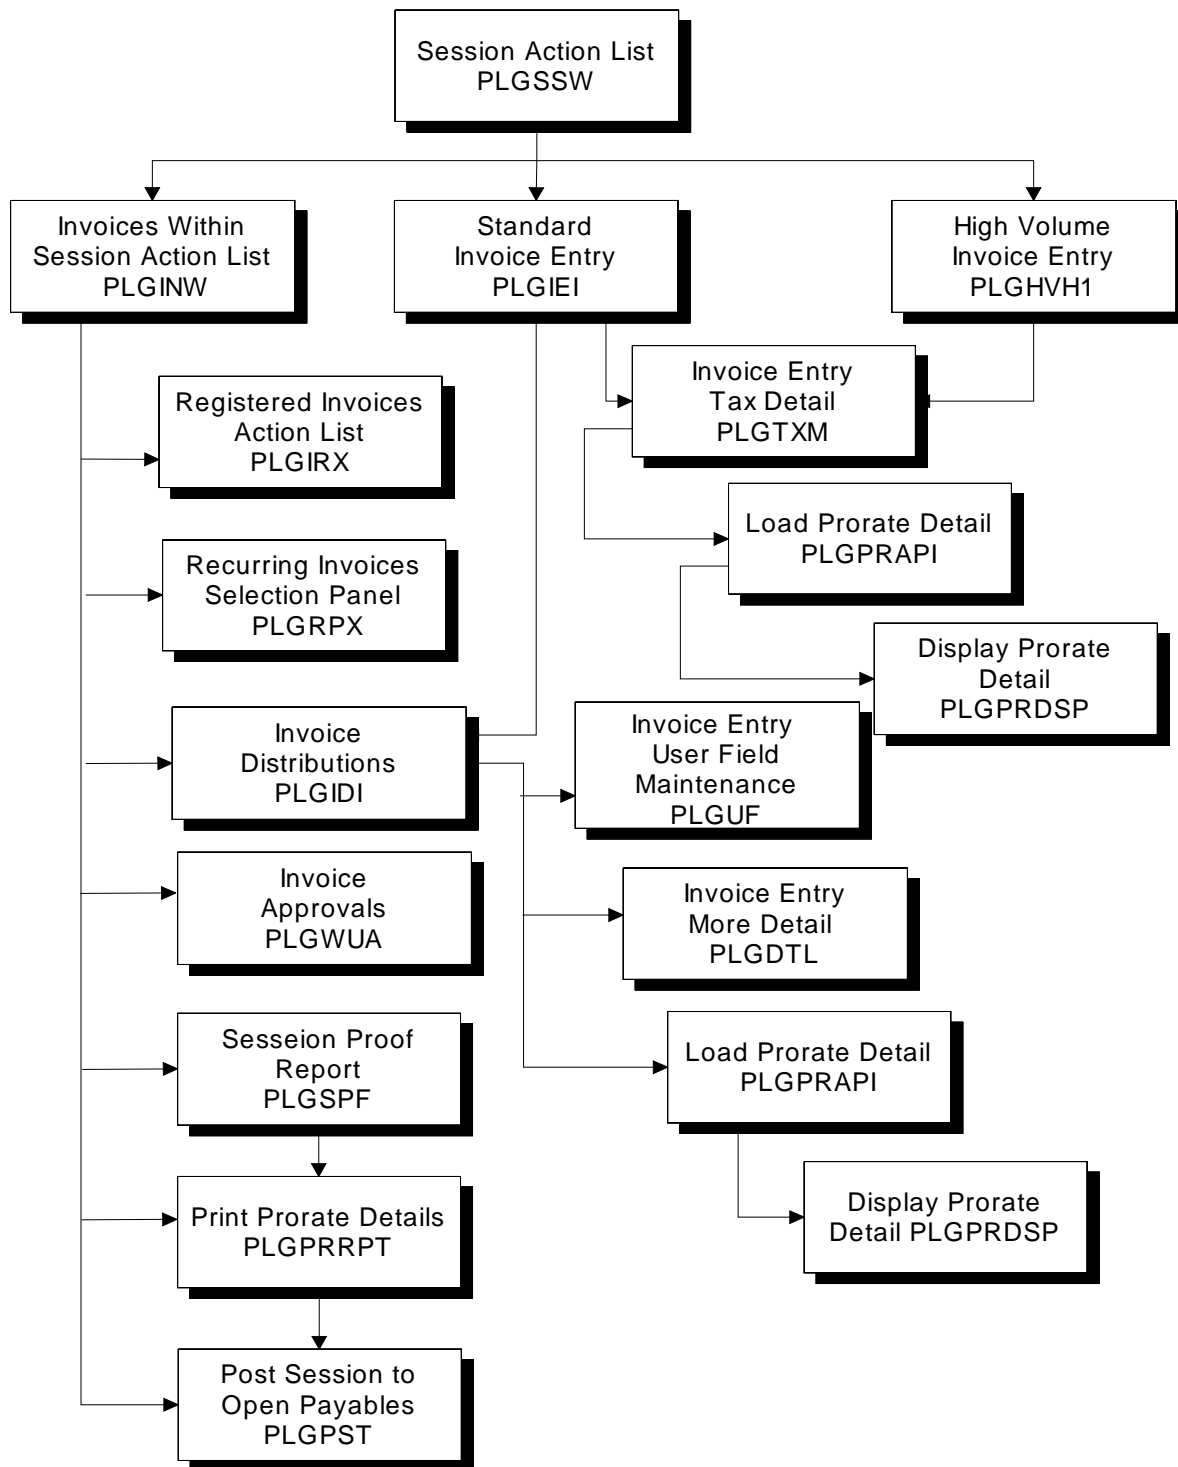 Session Action List
PLGSSW
Invoices Within
Session Action List
PLGINW
Standard
Invoice Entry
PLGIEI
High Volume
Invoice Entry
PLGHVH1
Invoice Entry
Tax Detail
PLGTXM
Registered Invoices
Action List
PLGIRX
Load Prorate Detail
PLGPRAPI
Recurring Invoices
Selection Panel
PLGRPX
Display Prorate
Detail
PLGPRDSP
Invoice
Distributions
PLGIDI
Invoice Entry
User Field
Maintenance
PLGUF
Invoice
Approvals
PLGWUA
Invoice Entry
More Detail
PLGDTL
Sesseion Proof
Report
PLGSPF
Load Prorate Detail
PLGPRAPI
Print Prorate Details
PLGPRRPT
Display Prorate
Detail PLGPRDSP
Post Session to
Open Payables
PLGPST